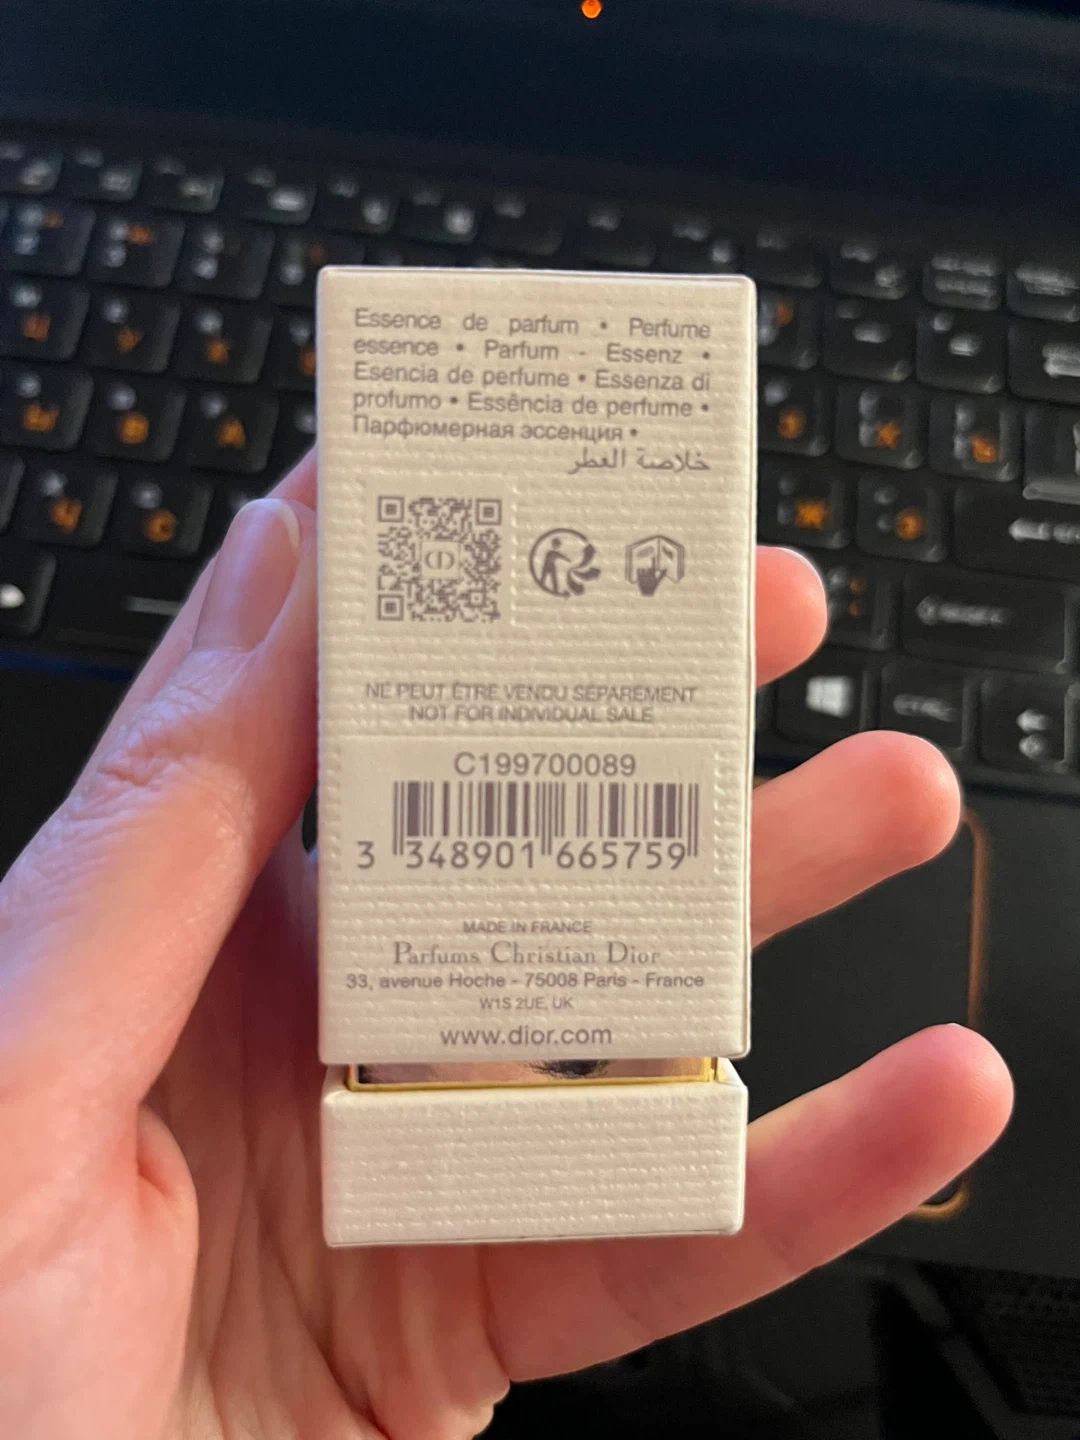 Essence de parfum • Perfume
essence • Parfum - Essenz •
Esencia de perfume • Essenza di
profumo • Essência de perfume •
Парфюмерная эссенция •
خلاصة العطر
NE PEUT ÊTRE VENDU SÉPARÉMENT
NOT FOR INDIVIDUAL SALE
C199700089
3 348901 665759
MADE IN FRANCE
Parfums Christian Dior
33, avenue Hoche - 75008 Paris - France
W1S 2UE, UK
www.dior.com